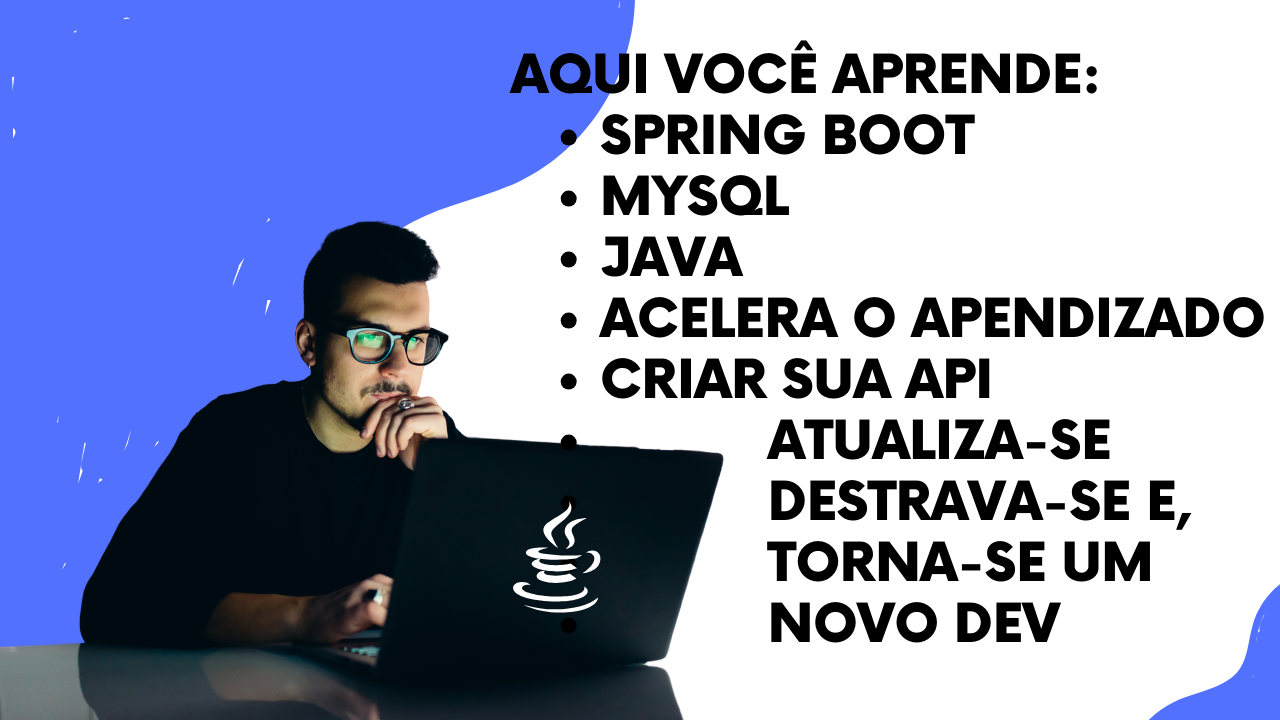 AQUI VOCÊ APRENDE:
• SPRING BOOT
• MYSQL
• JAVA
• ACELERA O APENDIZADO
• CRIAR SUA API
• ATUALIZA-SE
• DESTRAVA-SE E,
TORNA-SE UM
• NOVO DEV